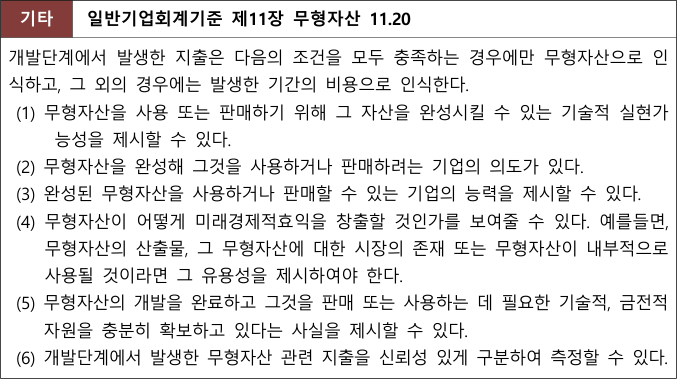 기타 일반기업회계기준 제11장 무형자산 11.20
개발단계에서 발생한 지출은 다음의 조건을 모두 충족하는 경우에만 무형자산으로 인
식하고, 그 외의 경우에는 발생한 기간의 비용으로 인식한다.
(1) 무형자산을 사용 또는 판매하기 위해 그 자산을 완성시킬 수 있는 기술적 실현가
능성을 제시할 수 있다.
(2) 무형자산을 완성해 그것을 사용하거나 판매하려는 기업의 의도가 있다.
(3) 완성된 무형자산을 사용하거나 판매할 수 있는 기업의 능력을 제시할 수 있다.
(4) 무형자산이 어떻게 미래경제적효익을 창출할 것인가를 보여줄 수 있다. 예를들면,
무형자산의 산출물, 그 무형자산에 대한 시장의 존재 또는 무형자산이 내부적으로
사용될 것이라면 그 유용성을 제시하여야 한다.
(5) 무형자산의 개발을 완료하고 그것을 판매 또는 사용하는 데 필요한 기술적, 금전적
자원을 충분히 확보하고 있다는 사실을 제시할 수 있다.
(6) 개발단계에서 발생한 무형자산 관련 지출을 신뢰성 있게 구분하여 측정할 수 있다.